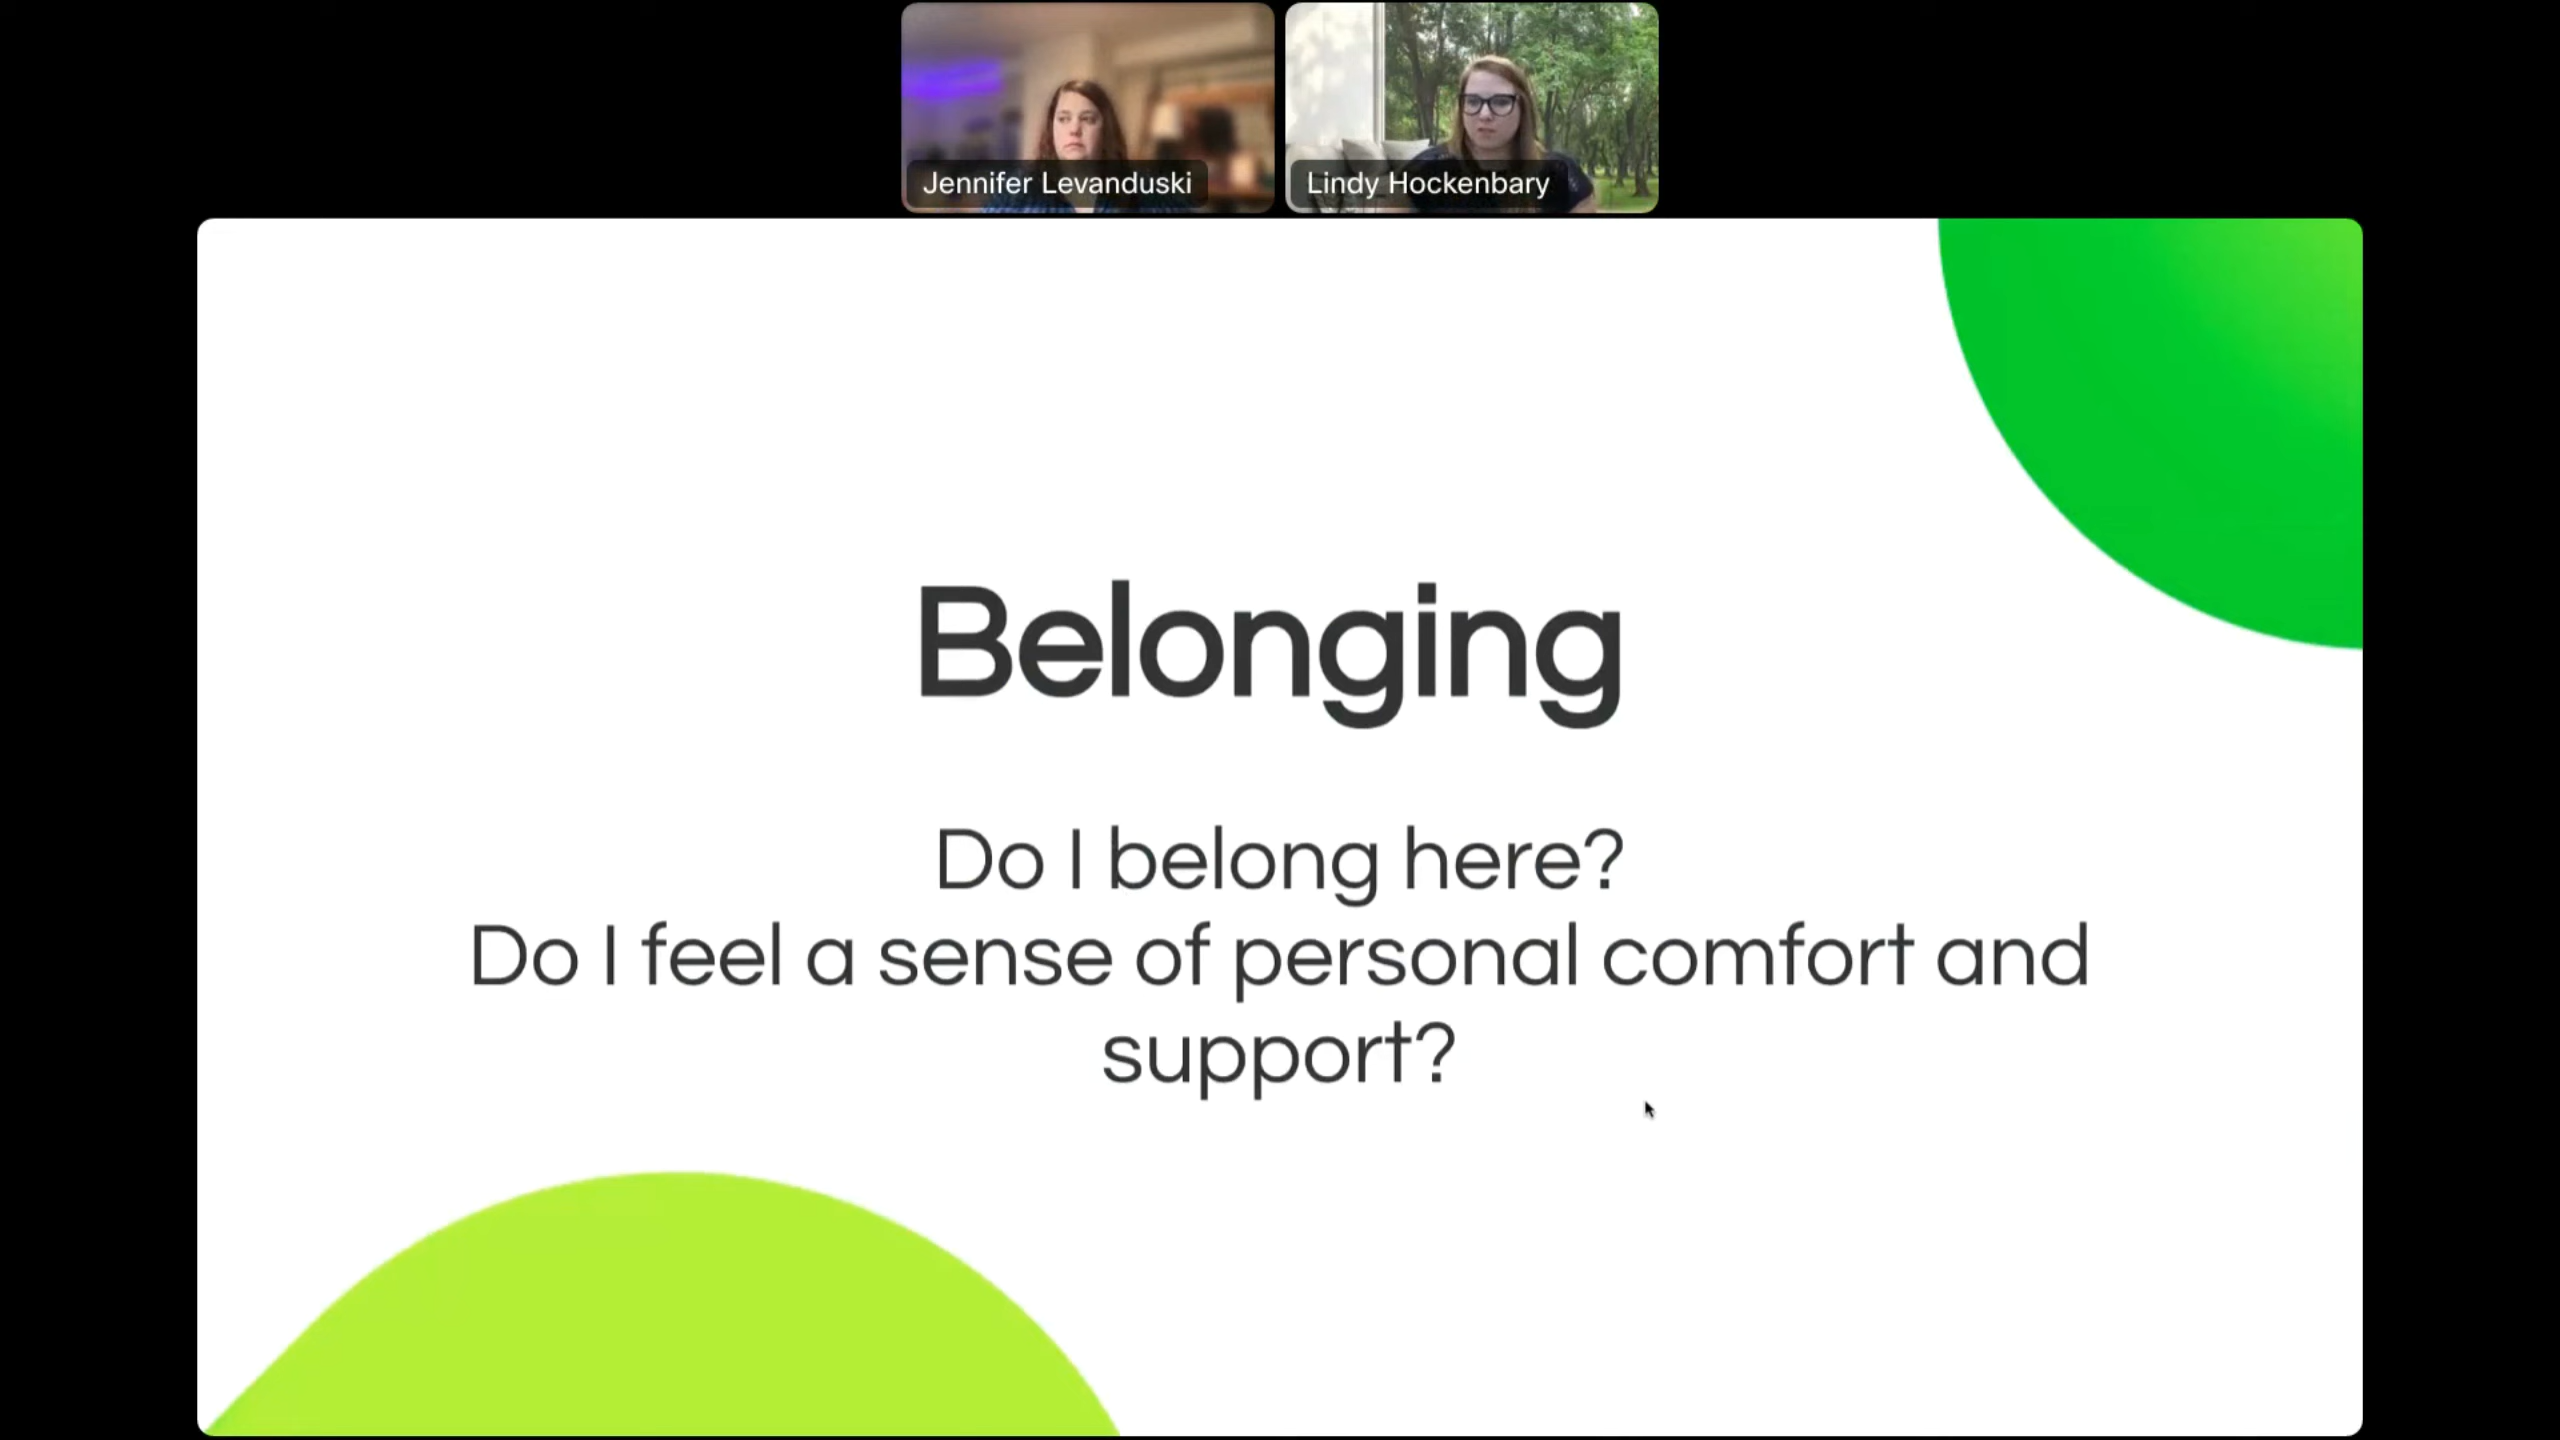 Jennifer Levanduski
Lindy Hockenbary
Belonging
Do I belong here?
Do I feel a sense of personal comfort and
support?